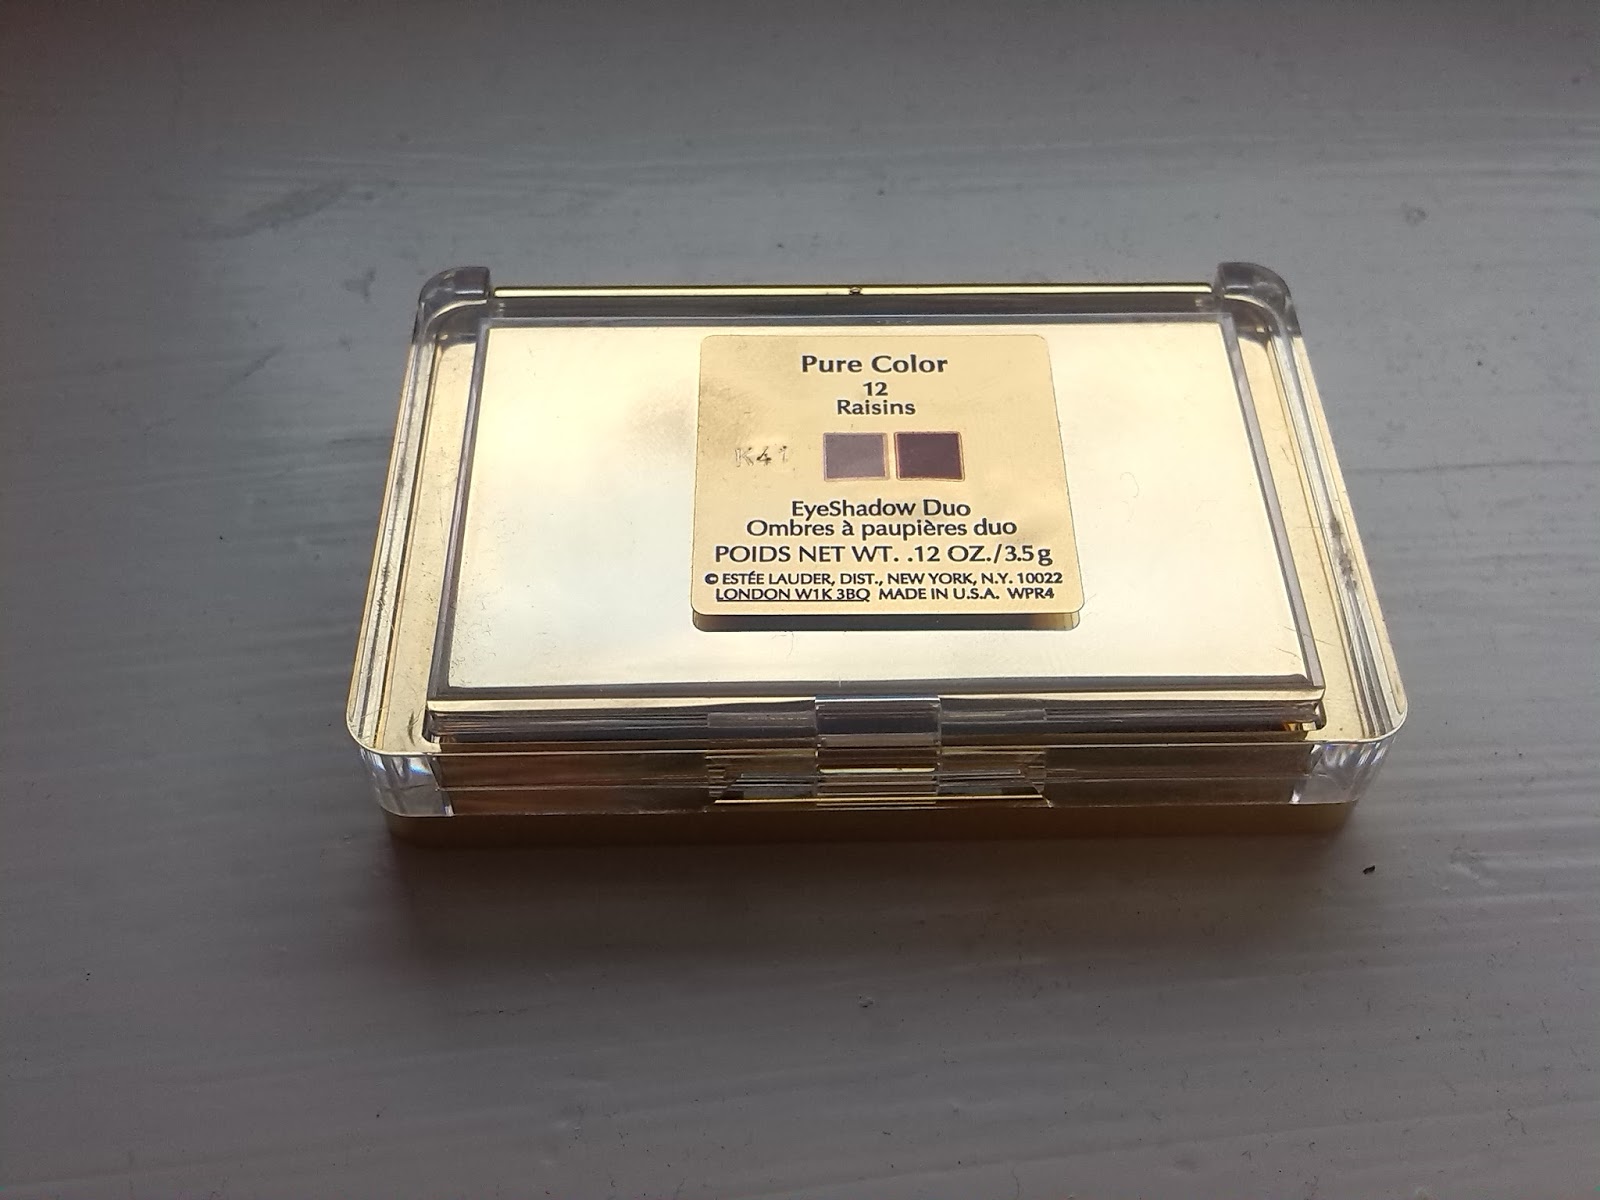 Pure Color
12
Raisins
K41
EyeShadow Duo
Ombres à paupières duo
POIDS NET WT. .12 OZ./3.5g
© ESTÉE LAUDER, DIST., NEW YORK, N.Y. 10022
LONDON W1K 3BQ MADE IN U.S.A. WPR4